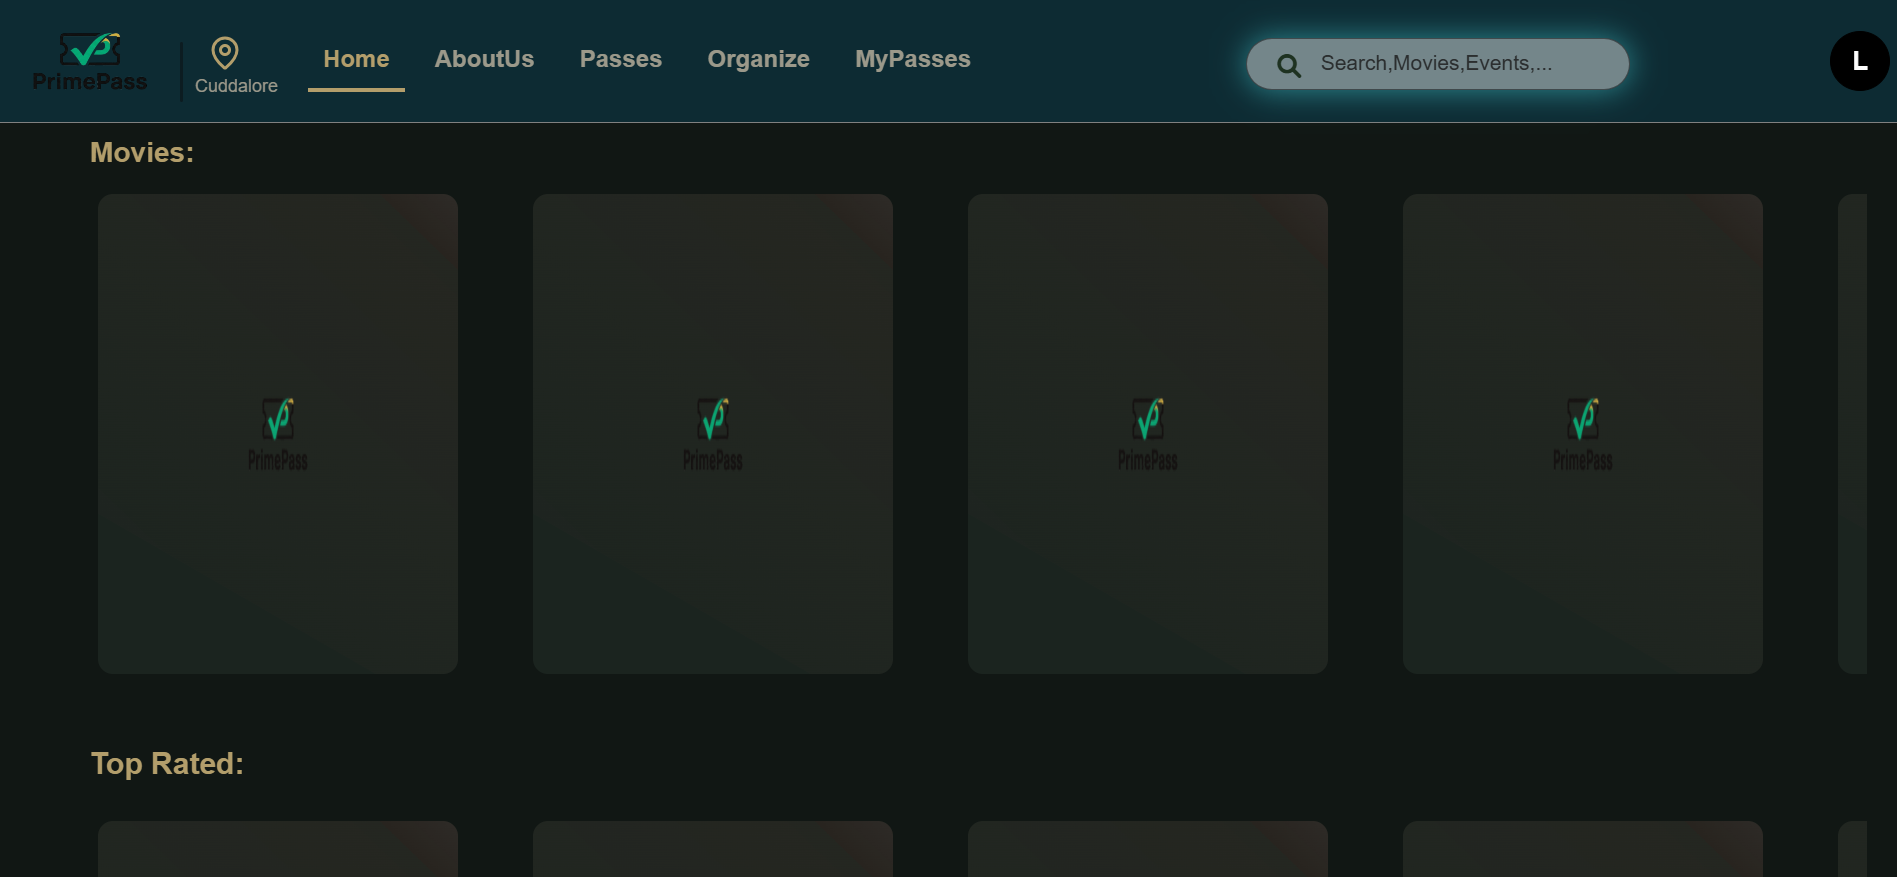 PrimePass
Cuddalore
Home AboutUs Passes Organize MyPasses
Search,Movies,Events,...
L
Movies:
PrimePass PrimePass PrimePass PrimePass
Top Rated: